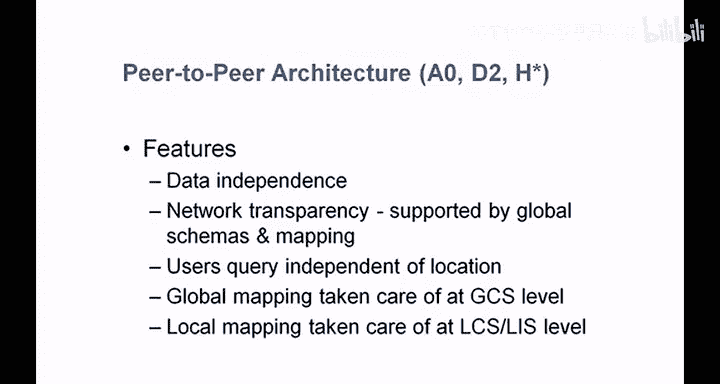 bilibili
Peer-to-Peer Architecture (A0, D2, H*)
• Features
– Data independence
– Network transparency - supported by global
schemas & mapping
– Users query independent of location
– Global mapping taken care of at GCS level
– Local mapping taken care of at LCS/LIS level